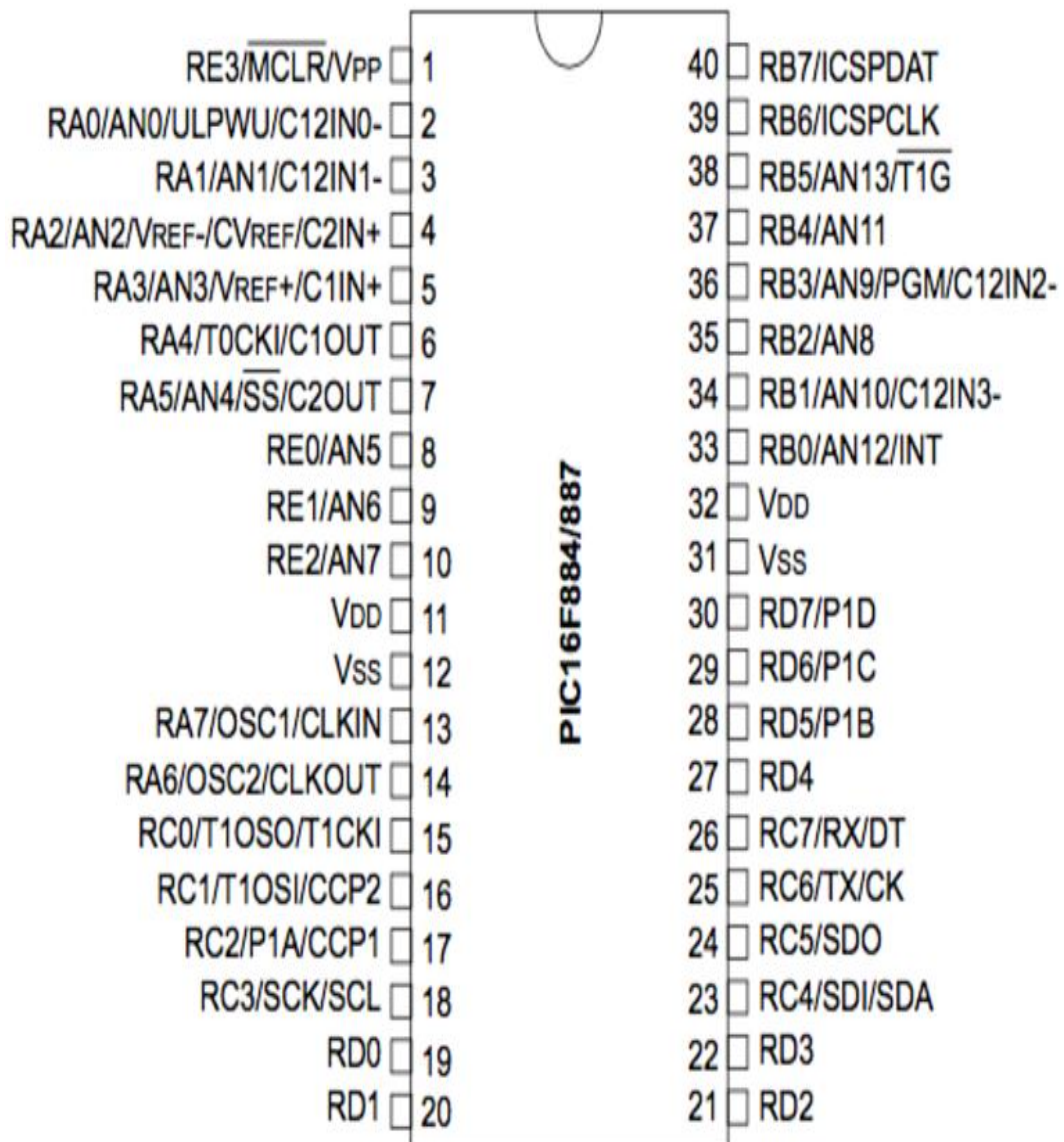 RE3/MCLR/VPP 1
RA0/AN0/ULPWU/C12IN0- 2
RA1/AN1/C12IN1- 3
RA2/AN2/VREF-/CVREF/C2IN+ 4
RA3/AN3/VREF+/C1IN+ 5
RA4/T0CKI/C1OUT 6
RA5/AN4/SS/C2OUT 7
RE0/AN5 8
RE1/AN6 9
RE2/AN7 10
VDD 11
VSS 12
RA7/OSC1/CLKIN 13
RA6/OSC2/CLKOUT 14
RC0/T1OSO/T1CKI 15
RC1/T1OSI/CCP2 16
RC2/P1A/CCP1 17
RC3/SCK/SCL 18
RD0 19
RD1 20
PIC16F884/887
40 RB7/ICSPDAT
39 RB6/ICSPCLK
38 RB5/AN13/T1G
37 RB4/AN11
36 RB3/AN9/PGM/C12IN2-
35 RB2/AN8
34 RB1/AN10/C12IN3-
33 RB0/AN12/INT
32 VDD
31 VSS
30 RD7/P1D
29 RD6/P1C
28 RD5/P1B
27 RD4
26 RC7/RX/DT
25 RC6/TX/CK
24 RC5/SDO
23 RC4/SDI/SDA
22 RD3
21 RD2